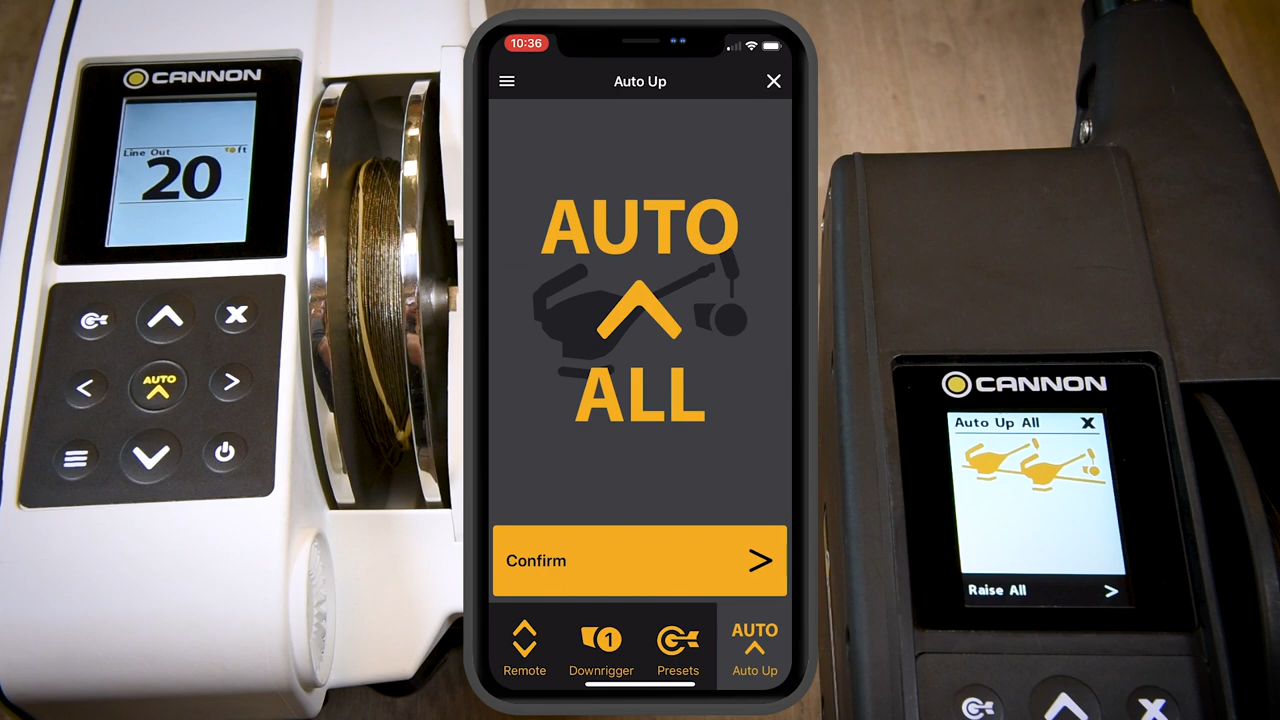 CANNON
Line Out
ft
20
AUTO
10:36
Auto Up
AUTO
ALL
Confirm
Remote
1
Downrigger
Presets
AUTO
Auto Up
CANNON
Auto Up All
Raise All